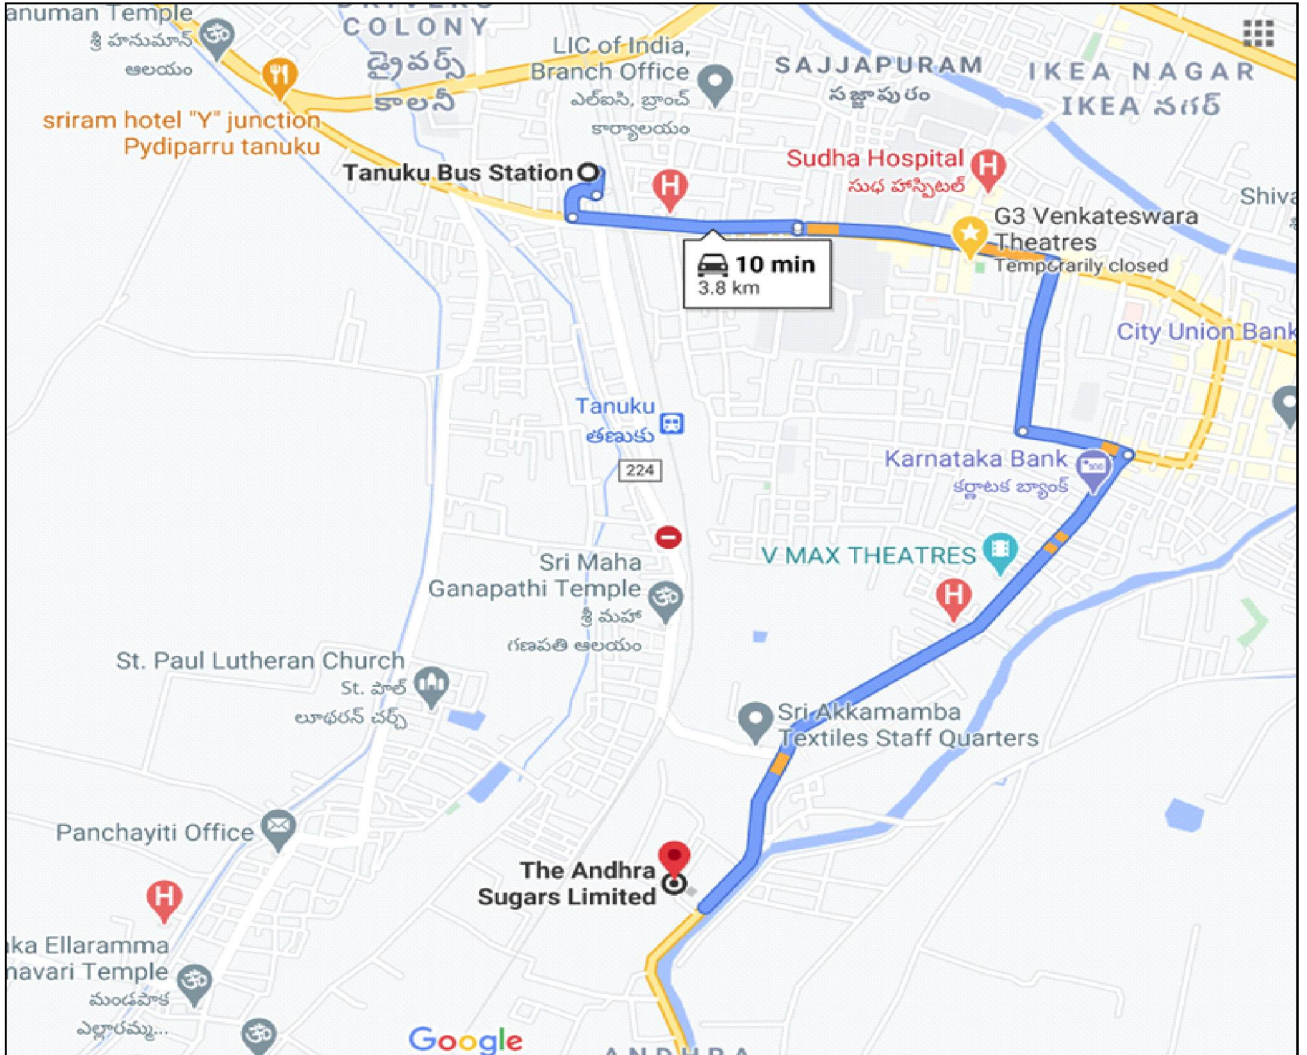 anuman Temple
శ్రీ హనుమాన్
ఆలయం
DRIVERS
COLONY
డ్రైవర్స్
కాలనీ
LIC of India,
Branch Office
ఎల్ఐసి, బ్రాంచ్
కార్యాలయం
SAJJAPURAM
సజ్జాపురం
IKEA NAGAR
IKEA నగర్
sriram hotel "Y" junction
Pydiparru tanuku
Tanuku Bus Station
H
Sudha Hospital
సుధ హాస్పిటల్
H
Shiva
G3 Venkateswara
Theatres
Temporarily closed
10 min
3.8 km
City Union Bank
Tanuku
తణుకు
224
Karnataka Bank
కర్ణాటక బ్యాంక్
V MAX THEATRES
H
Sri Maha
Ganapathi Temple
శ్రీ మహా
గణపతి ఆలయం
St. Paul Lutheran Church
St. పాల్
లూథరన్ చర్చ్
Sri Akkamamba
Textiles Staff Quarters
Panchayiti Office
The Andhra
Sugars Limited
H
ka Ellaramma
navari Temple
మండపాక
ఎల్లారమ్మ...
Google
ANDHRA